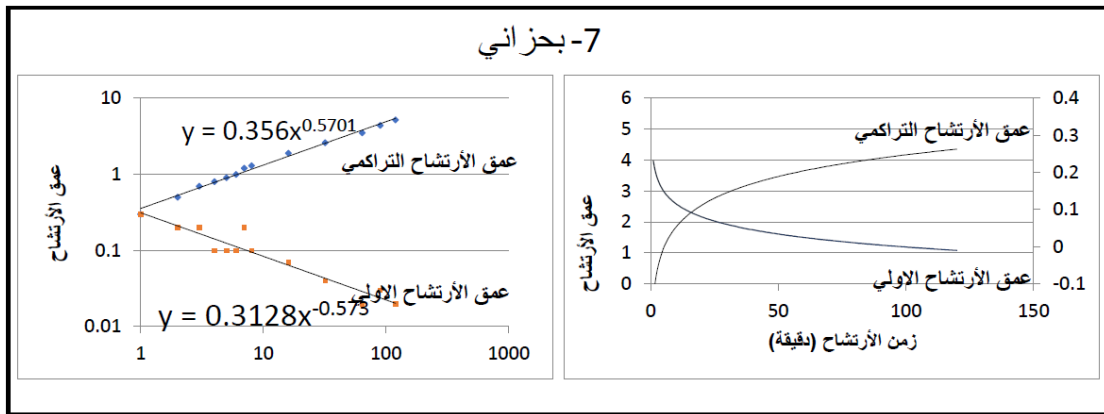 7- بحزاني
عمق الأرتشاح
10
1
0.1
0.01
1
10
100
1000
y = 0.356x^0.5701
عمق الأرتشاح التراكمي
عمق الأرتشاح الاولي
y = 0.3128x^-0.573
عمق الأرتشاح
6
5
4
3
2
1
0
0.4
0.3
0.2
0.1
0
-0.1
عمق الأرتشاح التراكمي
عمق الأرتشاح الاولي
0
50
100
150
زمن الأرتشاح (دقيقة)